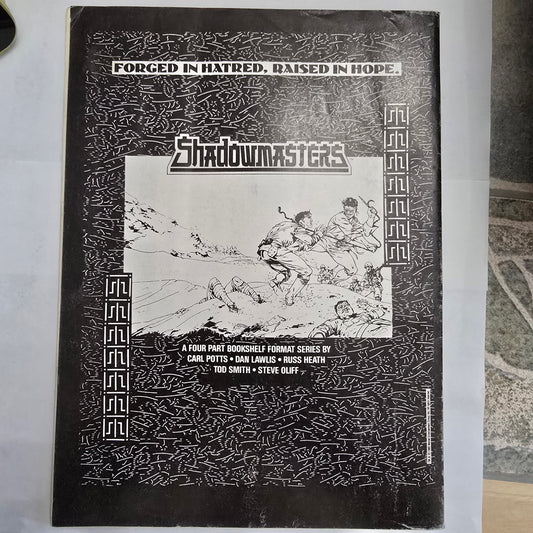 FORGED IN HATRED, RAISED IN HOPE.
SHADOWMASTERS
A FOUR PART BOOKSHELF FORMAT SERIES BY
CARL POTTS • DAN LAWLIS • RUSS HEATH
TOD SMITH • STEVE OLIFF